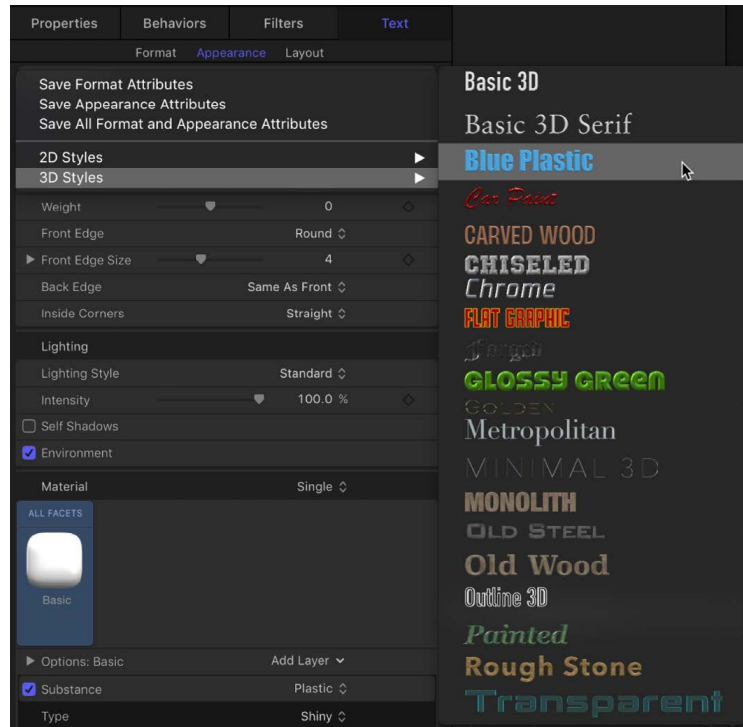 Properties Behaviors Filters Text
Format Appearance Layout
Save Format Attributes
Save Appearance Attributes
Save All Format and Appearance Attributes
2D Styles
3D Styles
Weight 0
Front Edge Round
Front Edge Size 4
Back Edge Same As Front
Inside Corners Straight
Lighting
Lighting Style Standard
Intensity 100.0 %
Self Shadows
Environment
Material Single
ALL FACETS
Basic
Options: Basic Add Layer
Substance Plastic
Type Shiny
Basic 3D
Basic 3D Serif
Blue Plastic
Car Paint
CARVED WOOD
CHISELED
Chrome
FLAT GRAPHIC
Forged
GLOSSY GREEN
GOLDEN
Metropolitan
MINIMAL 3D
MONOLITH
OLD STEEL
Old Wood
Outline 3D
Painted
Rough Stone
Transparent